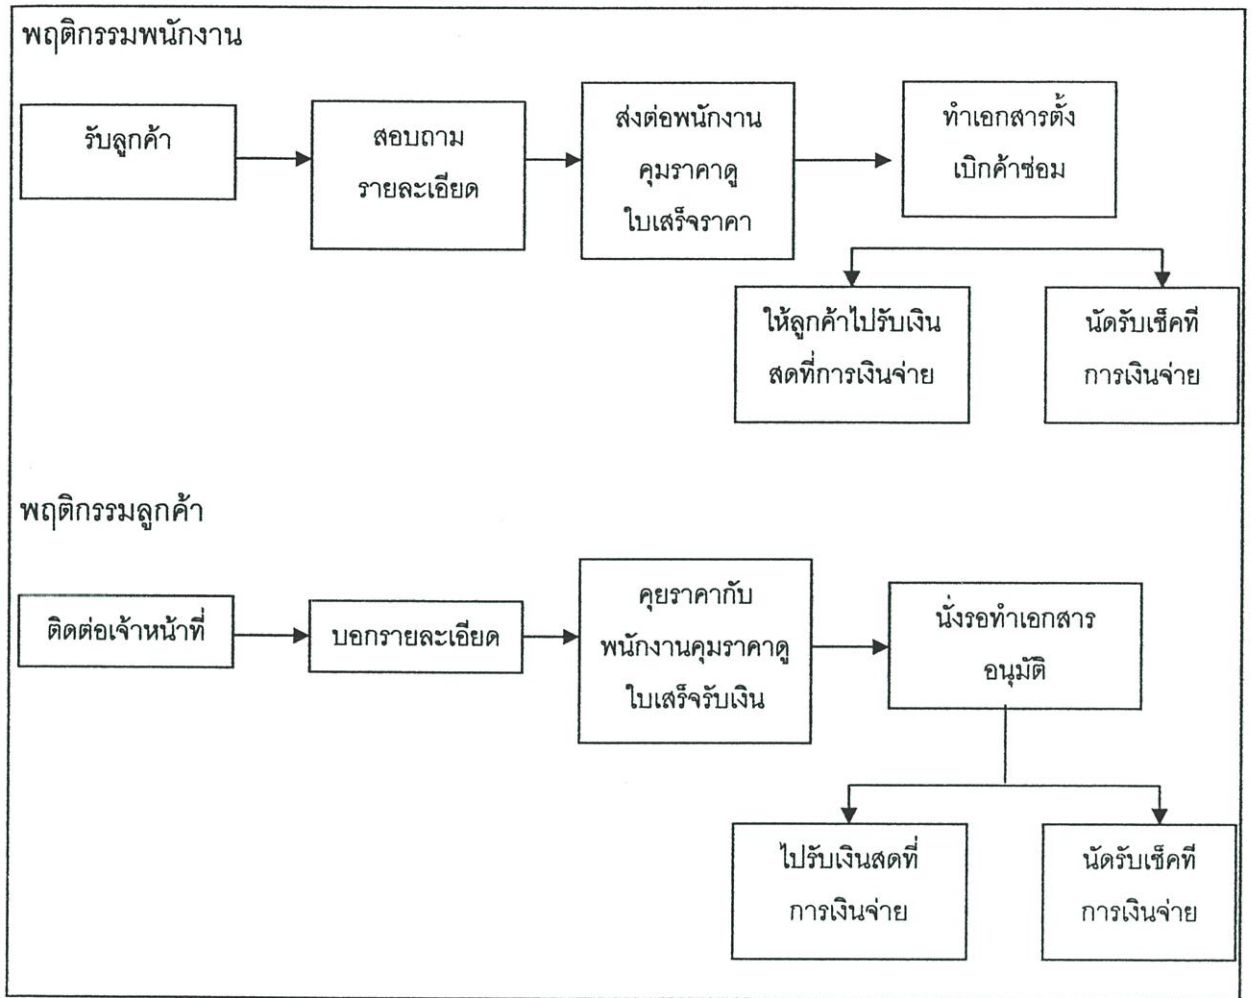 พฤติกรรมพนักงาน
รับลูกค้า
สอบถาม
รายละเอียด
ส่งต่อพนักงาน
คุมราคาดู
ใบเสร็จราคา
ทำเอกสารตั้ง
เบิกค้าซ่อม
ให้ลูกค้าไปรับเงิน
สดที่การเงินจ่าย
นัดรับเช็คที่
การเงินจ่าย
พฤติกรรมลูกค้า
ติดต่อเจ้าหน้าที่
บอกรายละเอียด
คุยราคากับ
พนักงานคุมราคาดู
ใบเสร็จรับเงิน
นั่งรอทำเอกสาร
อนุมัติ
ไปรับเงินสดที่
การเงินจ่าย
นัดรับเช็คที่
การเงินจ่าย